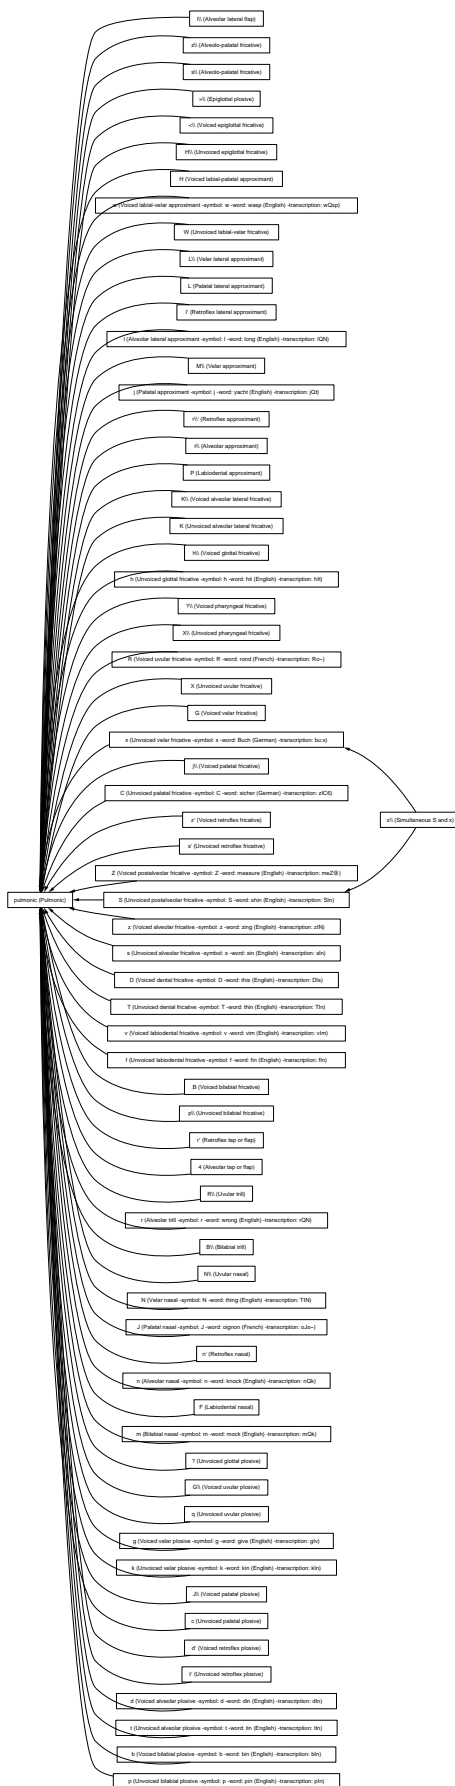 l\\ (Alveolar lateral flap)
z\\ (Alveolo-palatal fricative)
s\\ (Alveolo-palatal fricative)
>\\ (Epiglottal plosive)
<\\ (Voiced epiglottal fricative)
H\\ (Unvoiced epiglottal fricative)
H (Voiced labial-palatal approximant)
w (Voiced labial-velar approximant -symbol: w -word: wasp (English) -transcription: wQsp)
W (Unvoiced labial-velar fricative)
L\\ (Velar lateral approximant)
L (Palatal lateral approximant)
l' (Retroflex lateral approximant)
l (Alveolar lateral approximant -symbol: l -word: long (English) -transcription: lQN)
M\\ (Velar approximant)
j (Palatal approximant -symbol: j -word: yacht (English) -transcription: jQt)
r\\' (Retroflex approximant)
r\\ (Alveolar approximant)
P (Labiodental approximant)
K\\ (Voiced alveolar lateral fricative)
K (Unvoiced alveolar lateral fricative)
h\\ (Voiced glottal fricative)
h (Unvoiced glottal fricative -symbol: h -word: hit (English) -transcription: hIt)
?\\ (Voiced pharyngeal fricative)
X\\ (Unvoiced pharyngeal fricative)
R (Voiced uvular fricative -symbol: R -word: rond (French) -transcription: Ro~)
X (Unvoiced uvular fricative)
G (Voiced velar fricative)
x (Unvoiced velar fricative -symbol: x -word: Buch (German) -transcription: bu:x)
j\\ (Voiced palatal fricative)
C (Unvoiced palatal fricative -symbol: C -word: sicher (German) -transcription: zIC6)
x\\ (Simultaneous S and x)
z' (Voiced retroflex fricative)
s' (Unvoiced retroflex fricative)
Z (Voiced postalveolar fricative -symbol: Z -word: measure (English) -transcription: meZ@)
pulmonic (Pulmonic)
S (Unvoiced postalveolar fricative -symbol: S -word: shin (English) -transcription: SIn)
z (Voiced alveolar fricative -symbol: z -word: zing (English) -transcription: zIN)
s (Unvoiced alveolar fricative -symbol: s -word: sin (English) -transcription: sIn)
D (Voiced dental fricative -symbol: D -word: this (English) -transcription: DIs)
T (Unvoiced dental fricative -symbol: T -word: thin (English) -transcription: TIn)
v (Voiced labiodental fricative -symbol: v -word: vim (English) -transcription: vIm)
f (Unvoiced labiodental fricative -symbol: f -word: fin (English) -transcription: fIn)
B (Voiced bilabial fricative)
p\\ (Unvoiced bilabial fricative)
r' (Retroflex tap or flap)
4 (Alveolar tap or flap)
R\\ (Uvular trill)
r (Alveolar trill -symbol: r -word: wrong (English) -transcription: rQN)
B\\ (Bilabial trill)
N\\ (Uvular nasal)
N (Velar nasal -symbol: N -word: thing (English) -transcription: TIN)
J (Palatal nasal -symbol: J -word: oignon (French) -transcription: oJo~)
n' (Retroflex nasal)
n (Alveolar nasal -symbol: n -word: knock (English) -transcription: nQk)
F (Labiodental nasal)
m (Bilabial nasal -symbol: m -word: mock (English) -transcription: mQk)
? (Unvoiced glottal plosive)
G\\ (Voiced uvular plosive)
q (Unvoiced uvular plosive)
g (Voiced velar plosive -symbol: g -word: give (English) -transcription: gIv)
k (Unvoiced velar plosive -symbol: k -word: kin (English) -transcription: kIn)
J\\ (Voiced palatal plosive)
c (Unvoiced palatal plosive)
d' (Voiced retroflex plosive)
t' (Unvoiced retroflex plosive)
d (Voiced alveolar plosive -symbol: d -word: din (English) -transcription: dIn)
t (Unvoiced alveolar plosive -symbol: t -word: tin (English) -transcription: tIn)
b (Voiced bilabial plosive -symbol: b -word: bin (English) -transcription: bIn)
p (Unvoiced bilabial plosive -symbol: p -word: pin (English) -transcription: pIn)